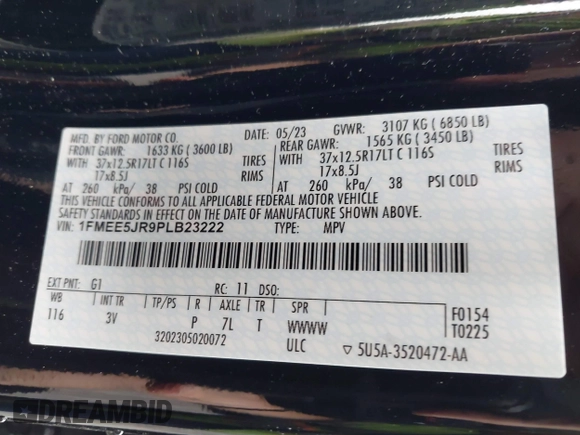 MFD. BY FORD MOTOR CO.
DATE: 05/23 GVWR: 3107 KG ( 6850 LB)
FRONT GAWR: 1633 KG ( 3600 LB) REAR GAWR: 1565 KG ( 3450 LB)
WITH 37x12.5R17LT C 116S TIRES WITH 37x12.5R17LT C 116S TIRES
17x8.5J RIMS 17x8.5J RIMS
AT 260 kPa/ 38 PSI COLD AT 260 kPa/ 38 PSI COLD
THIS VEHICLE CONFORMS TO ALL APPLICABLE FEDERAL MOTOR VEHICLE
SAFETY STANDARDS IN EFFECT ON THE DATE OF MANUFACTURE SHOWN ABOVE.
VIN: 1FMEE5JR9PLB23222 TYPE: MPV
EXT PNT: G1 RC: 11 DSO:
WB INT TR TP/PS R AXLE TR SPR F0154
116 3V P 7L T WWWW T0225
3202305020072 ULC ▽ 5U5A-3520472-AA
DREAMBID